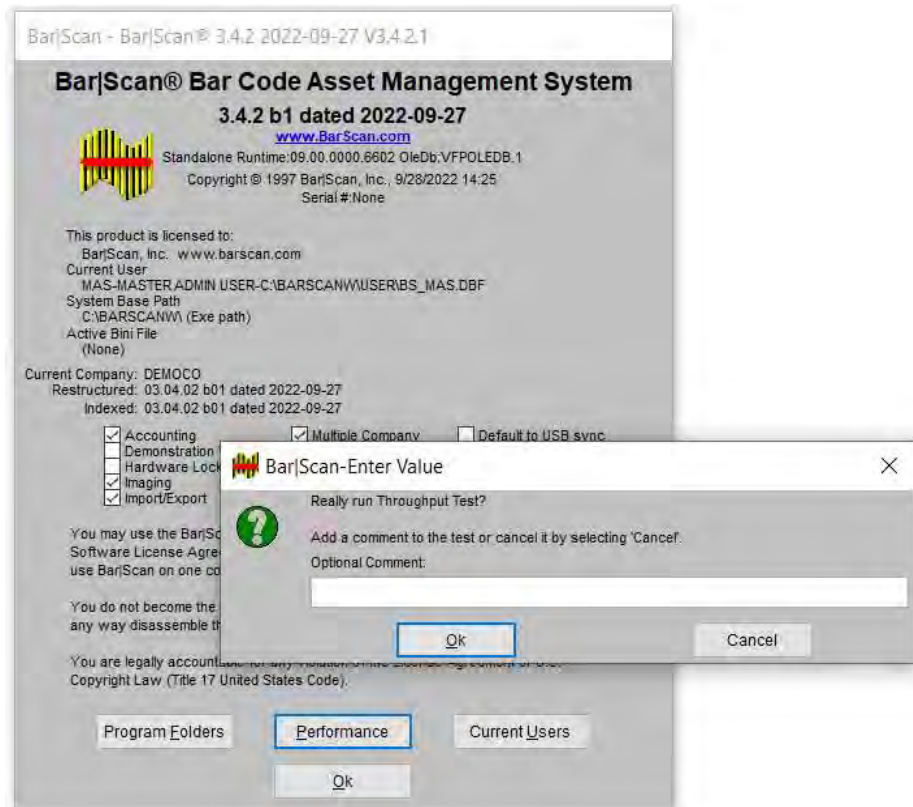 Bar|Scan - Bar|Scan® 3.4.2 2022-09-27 V3.4.2.1
Bar|Scan® Bar Code Asset Management System
3.4.2 b1 dated 2022-09-27
www.BarScan.com
Standalone Runtime:09.00.0000.6602 OleDb:VFPOLEDB.1
Copyright © 1997 Bar|Scan, Inc., 9/28/2022 14:25
Serial #:None
This product is licensed to:
Bar|Scan, Inc. www.barscan.com
Current User
MAS-MASTER ADMIN USER-C:\BARSCANW\USER\BS_MAS.DBF
System Base Path
C:\BARSCANW\ (Exe path)
Active Bini File
(None)
Current Company: DEMOCO
Restructured: 03.04.02 b01 dated 2022-09-27
Indexed: 03.04.02 b01 dated 2022-09-27
Accounting Multiple Company Default to USB sync
Demonstration
Hardware Lock
Imaging
Import/Export
Bar|Scan-Enter Value
Really run Throughput Test?
Add a comment to the test or cancel it by selecting 'Cancel'.
Optional Comment:
Ok Cancel
You may use the Bar|Sc
Software License Agre
use Bar|Scan on one co
You do not become the
any way disassemble th
You are legally accountable for any violation of the License Agreement or U.S.
Copyright Law (Title 17 United States Code).
Program Folders Performance Current Users
Ok